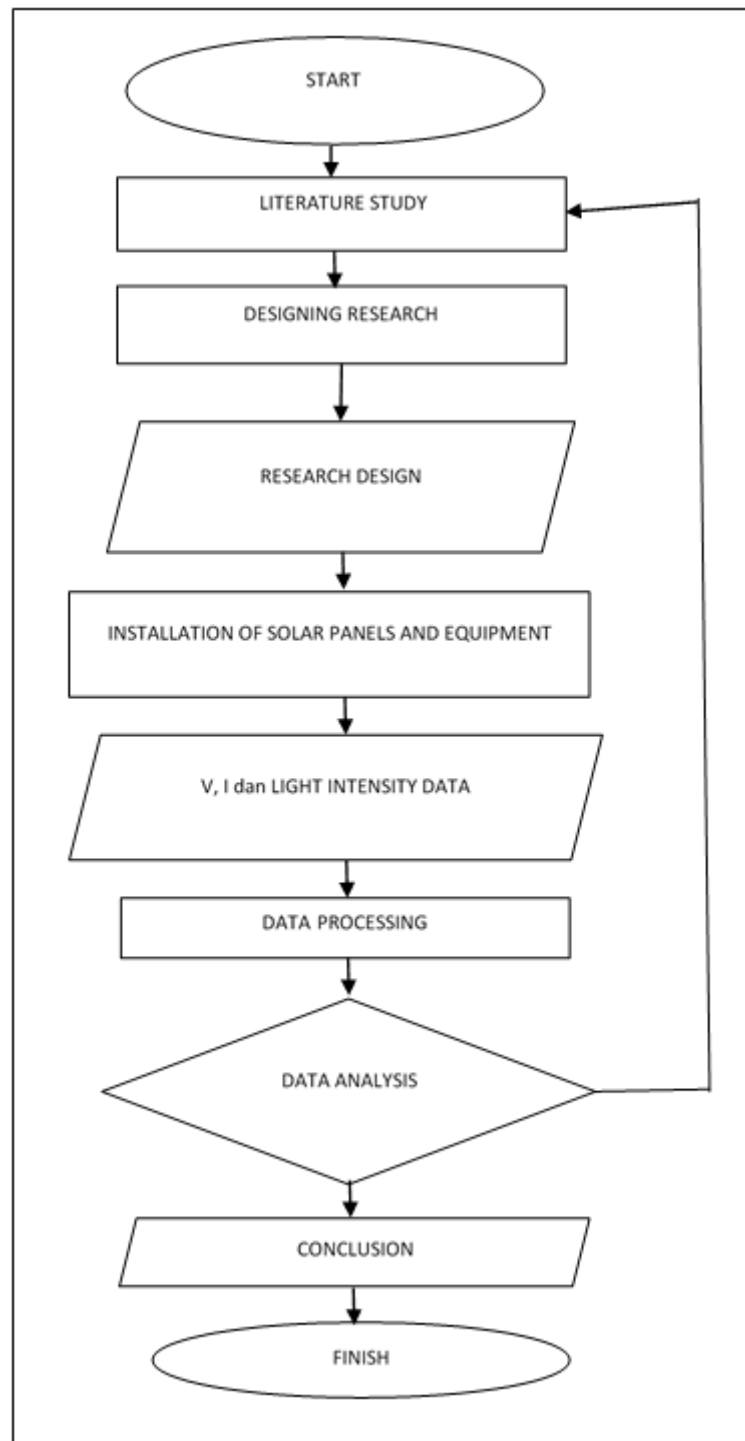 START
LITERATURE STUDY
DESIGNING RESEARCH
RESEARCH DESIGN
INSTALLATION OF SOLAR PANELS AND EQUIPMENT
V, I dan LIGHT INTENSITY DATA
DATA PROCESSING
DATA ANALYSIS
CONCLUSION
FINISH